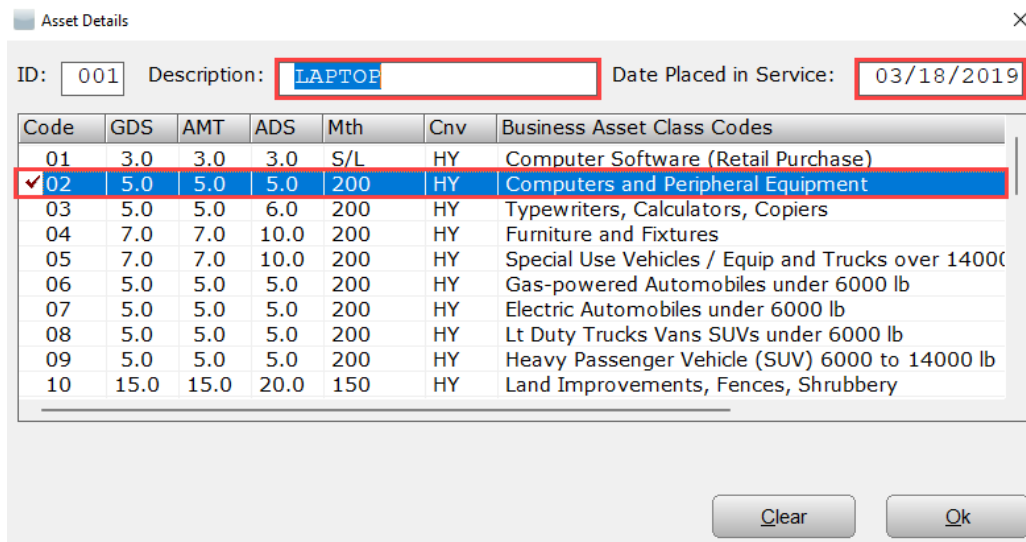 Asset Details
ID: 001 Description: LAPTOP Date Placed in Service: 03/18/2019
Code GDS AMT ADS Mth Cnv Business Asset Class Codes
01 3.0 3.0 3.0 S/L HY Computer Software (Retail Purchase)
02 5.0 5.0 5.0 200 HY Computers and Peripheral Equipment
03 5.0 5.0 6.0 200 HY Typewriters, Calculators, Copiers
04 7.0 7.0 10.0 200 HY Furniture and Fixtures
05 7.0 7.0 10.0 200 HY Special Use Vehicles / Equip and Trucks over 14000
06 5.0 5.0 5.0 200 HY Gas-powered Automobiles under 6000 lb
07 5.0 5.0 5.0 200 HY Electric Automobiles under 6000 lb
08 5.0 5.0 5.0 200 HY Lt Duty Trucks Vans SUVs under 6000 lb
09 5.0 5.0 5.0 200 HY Heavy Passenger Vehicle (SUV) 6000 to 14000 lb
10 15.0 15.0 20.0 150 HY Land Improvements, Fences, Shrubbery
Clear Ok